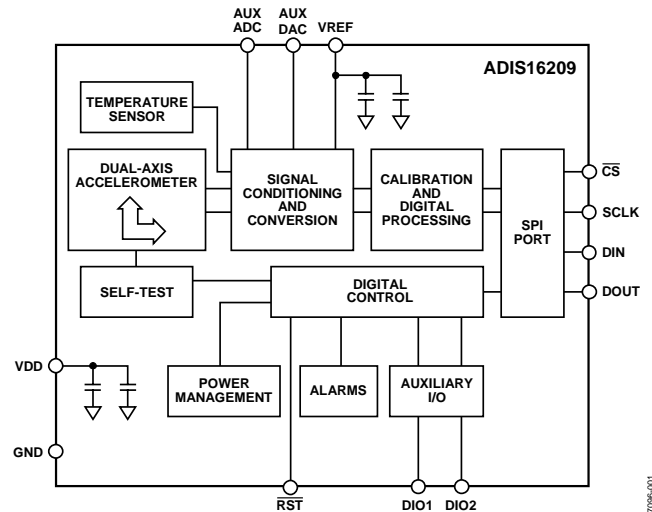 AUX
ADC
AUX
DAC
VREF
ADIS16209
TEMPERATURE
SENSOR
DUAL-AXIS
ACCELEROMETER
SIGNAL
CONDITIONING
AND
CONVERSION
CALIBRATION
AND
DIGITAL
PROCESSING
SPI
PORT
CS
SCLK
DIN
DOUT
SELF-TEST
DIGITAL
CONTROL
VDD
POWER
MANAGEMENT
ALARMS
AUXILIARY
I/O
GND
RST
DIO1
DIO2